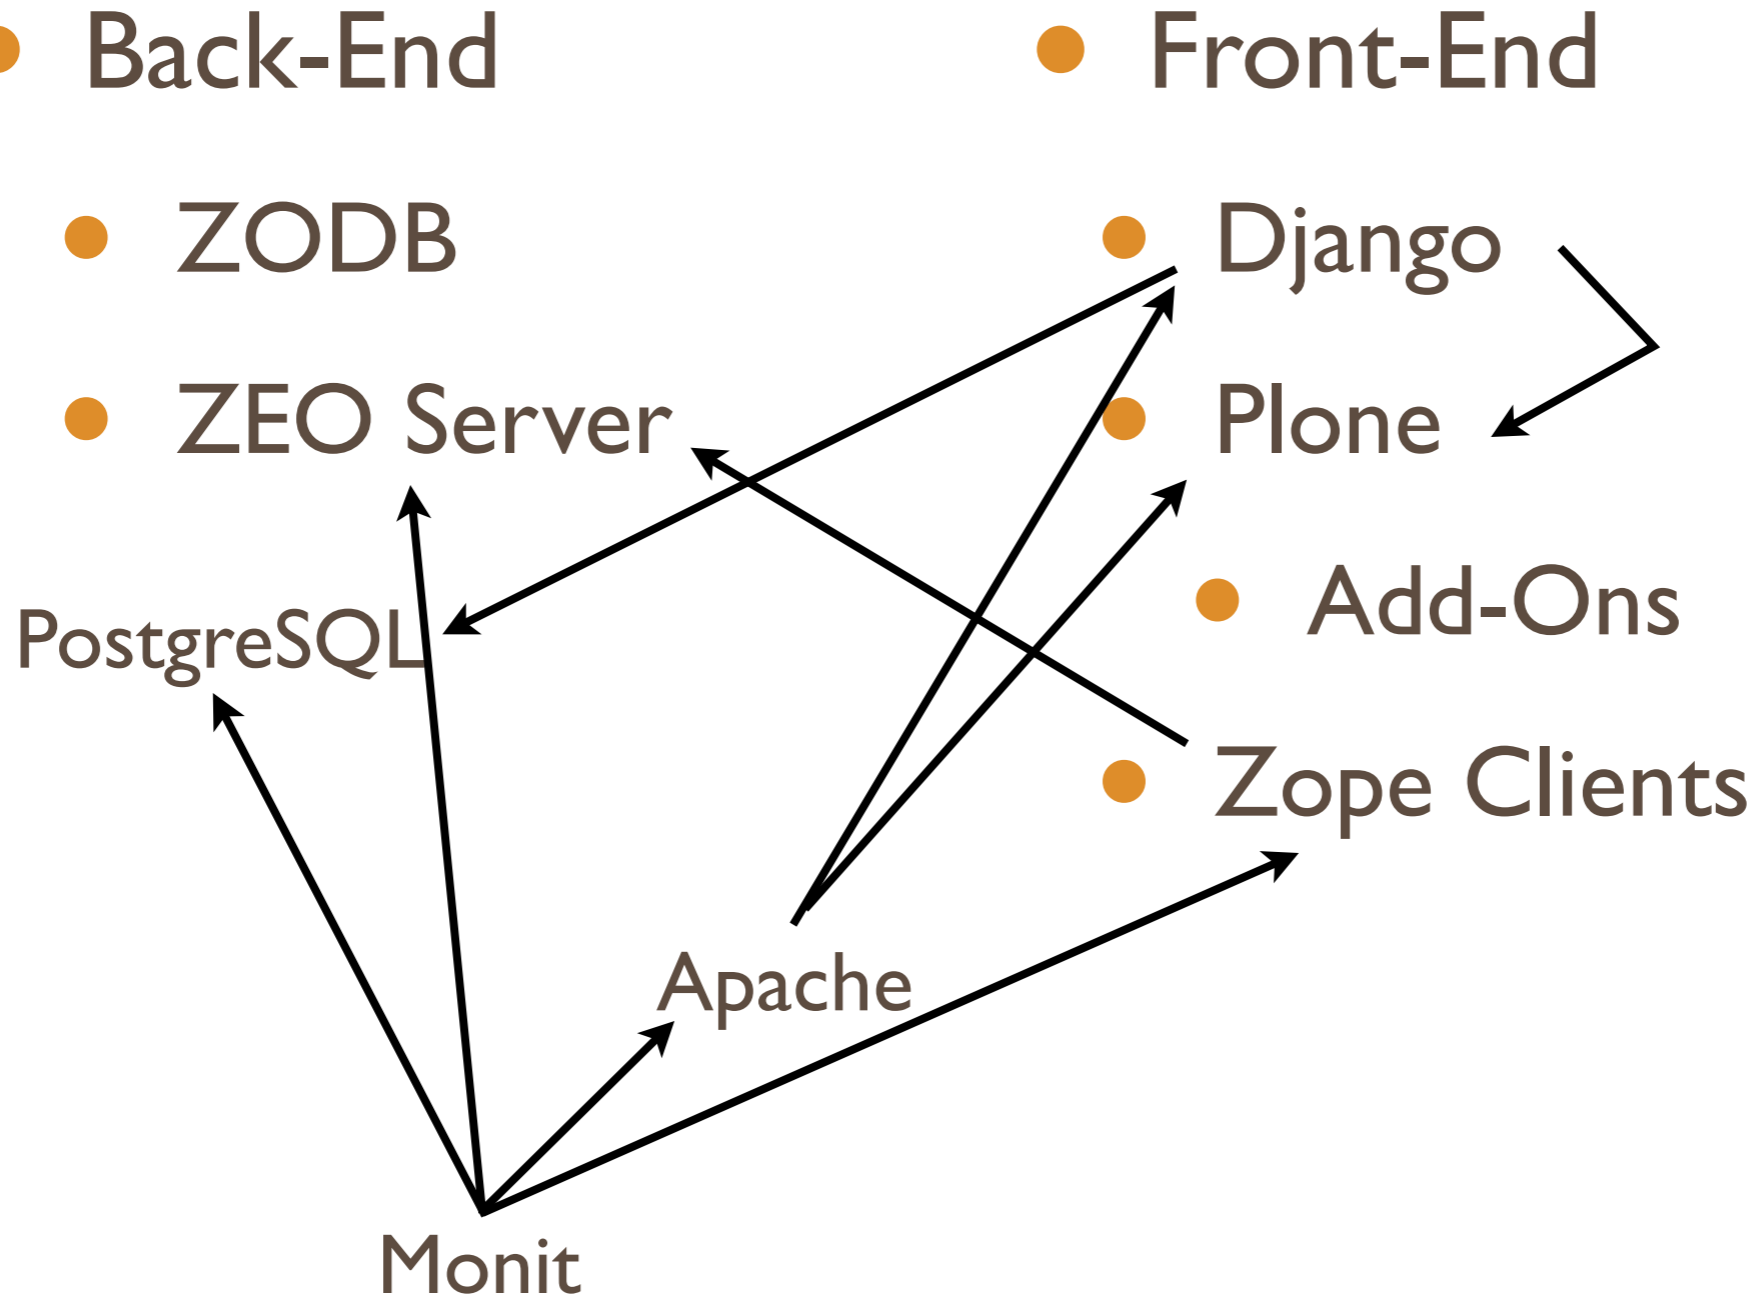 Back-End
ZODB
ZEO Server
PostgreSQL
Front-End
Django
Plone
Add-Ons
Zope Clients
Apache
Monit